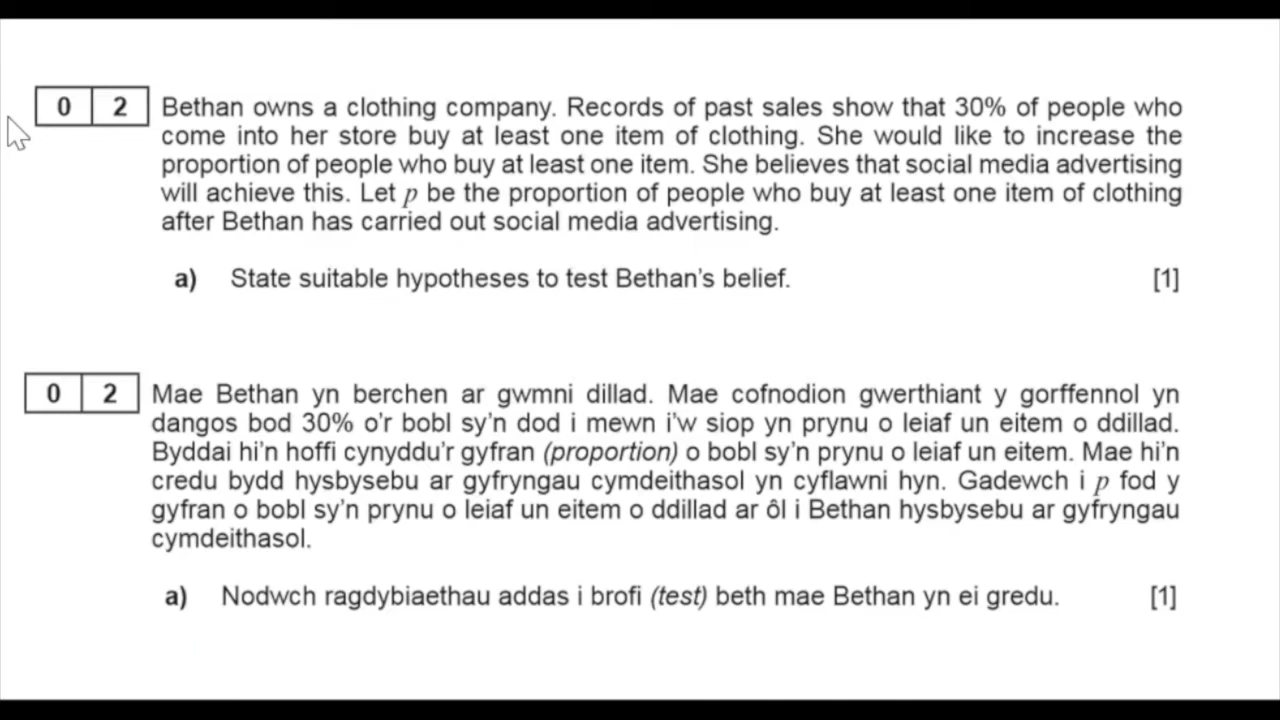 0 2 Bethan owns a clothing company. Records of past sales show that 30% of people who
come into her store buy at least one item of clothing. She would like to increase the
proportion of people who buy at least one item. She believes that social media advertising
will achieve this. Let p be the proportion of people who buy at least one item of clothing
after Bethan has carried out social media advertising.
a) State suitable hypotheses to test Bethan's belief. [1]
0 2 Mae Bethan yn berchen ar gwmni dillad. Mae cofnodion gwerthiant y gorffennol yn
dangos bod 30% o'r bobl sy'n dod i mewn i'w siop yn prynu o leiaf un eitem o ddillad.
Byddai hi'n hoffi cynyddu'r gyfran (proportion) o bobl sy'n prynu o leiaf un eitem. Mae hi'n
credu bydd hysbysebu ar gyfryngau cymdeithasol yn cyflawni hyn. Gadewch i p fod y
gyfran o bobl sy'n prynu o leiaf un eitem o ddillad ar ôl i Bethan hysbysebu ar gyfryngau
cymdeithasol.
a) Nodwch ragdybiaethau addas i brofi (test) beth mae Bethan yn ei gredu. [1]